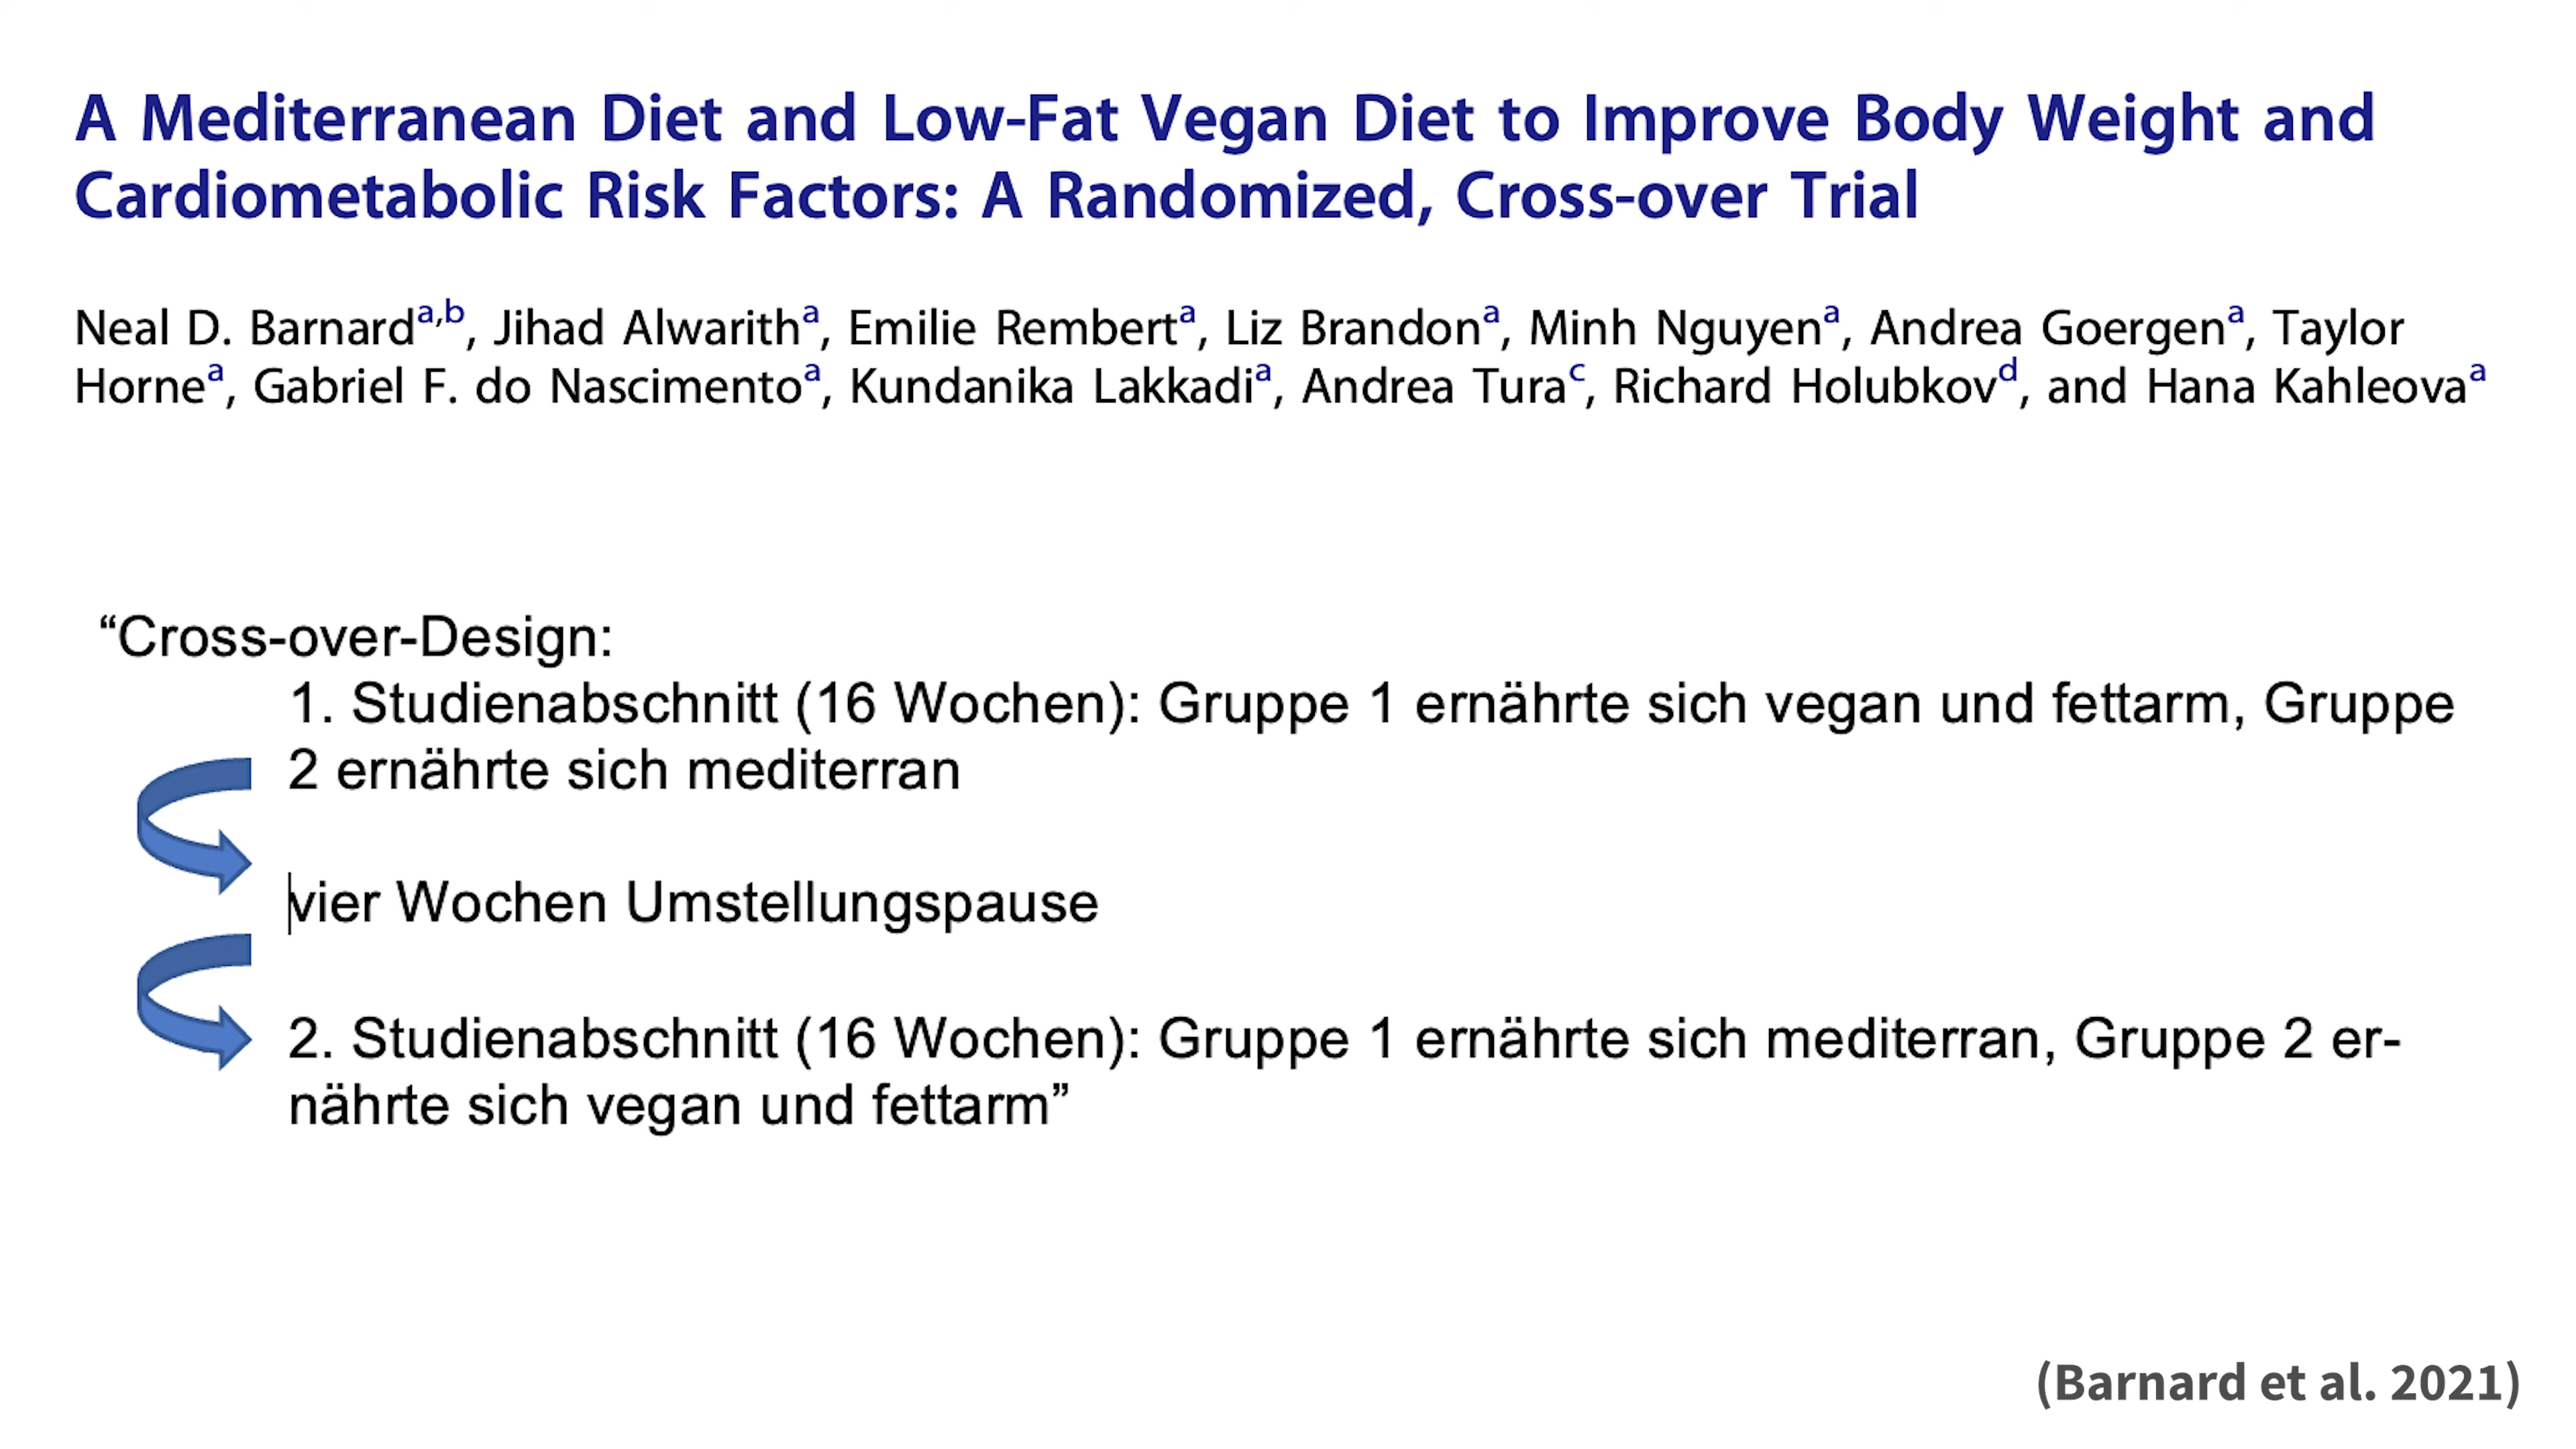 A Mediterranean Diet and Low-Fat Vegan Diet to Improve Body Weight and
Cardiometabolic Risk Factors: A Randomized, Cross-over Trial
Neal D. Barnarda,b, Jihad Alwaritha, Emilie Remberta, Liz Brandona, Minh Nguyena, Andrea Goergena, Taylor
Hornea, Gabriel F. do Nascimentoa, Kundanika Lakkadia, Andrea Turac, Richard Holubkovd, and Hana Kahleovaa
“Cross-over-Design:
1. Studienabschnitt (16 Wochen): Gruppe 1 ernährte sich vegan und fettarm, Gruppe
2 ernährte sich mediterran
vier Wochen Umstellungspause
2. Studienabschnitt (16 Wochen): Gruppe 1 ernährte sich mediterran, Gruppe 2 er-
nährte sich vegan und fettarm”
(Barnard et al. 2021)